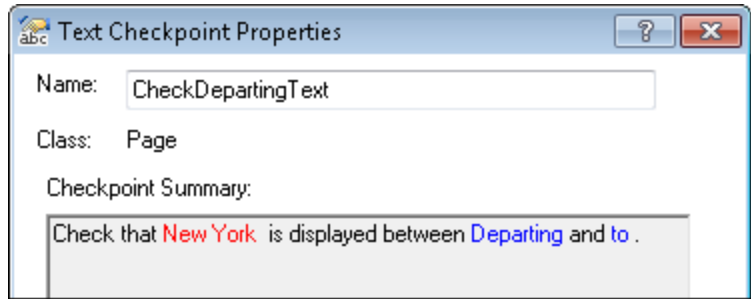 abc Text Checkpoint Properties ?
Name: CheckDepartingText
Class: Page
Checkpoint Summary:
Check that New York is displayed between Departing and to .